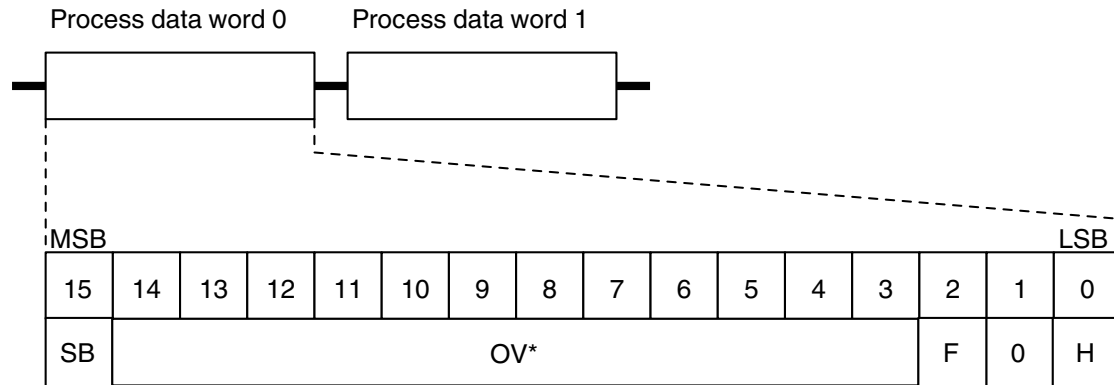 Process data word 0 Process data word 1
MSB LSB
15 14 13 12 11 10 9 8 7 6 5 4 3 2 1 0
SB OV* F 0 H